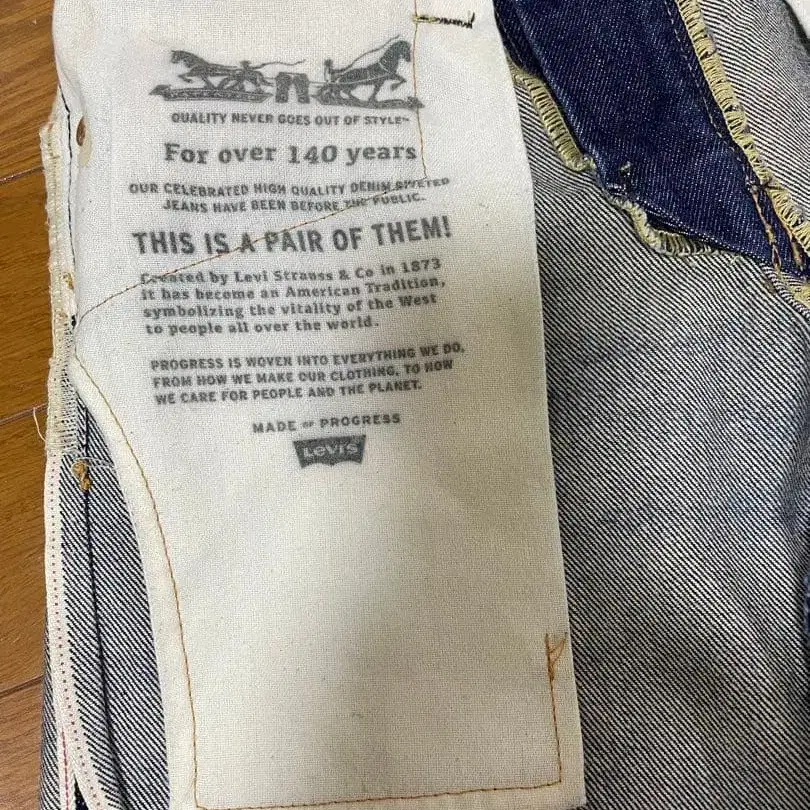 QUALITY NEVER GOES OUT OF STYLE™
For over 140 years
OUR CELEBRATED HIGH QUALITY DENIM RIVETED
JEANS HAVE BEEN BEFORE THE PUBLIC.
THIS IS A PAIR OF THEM!
Created by Levi Strauss & Co in 1873
it has become an American Tradition,
symbolizing the vitality of the West
to people all over the world.
PROGRESS IS WOVEN INTO EVERYTHING WE DO,
FROM HOW WE MAKE OUR CLOTHING, TO HOW
WE CARE FOR PEOPLE AND THE PLANET.
MADE OF PROGRESS
Levi's